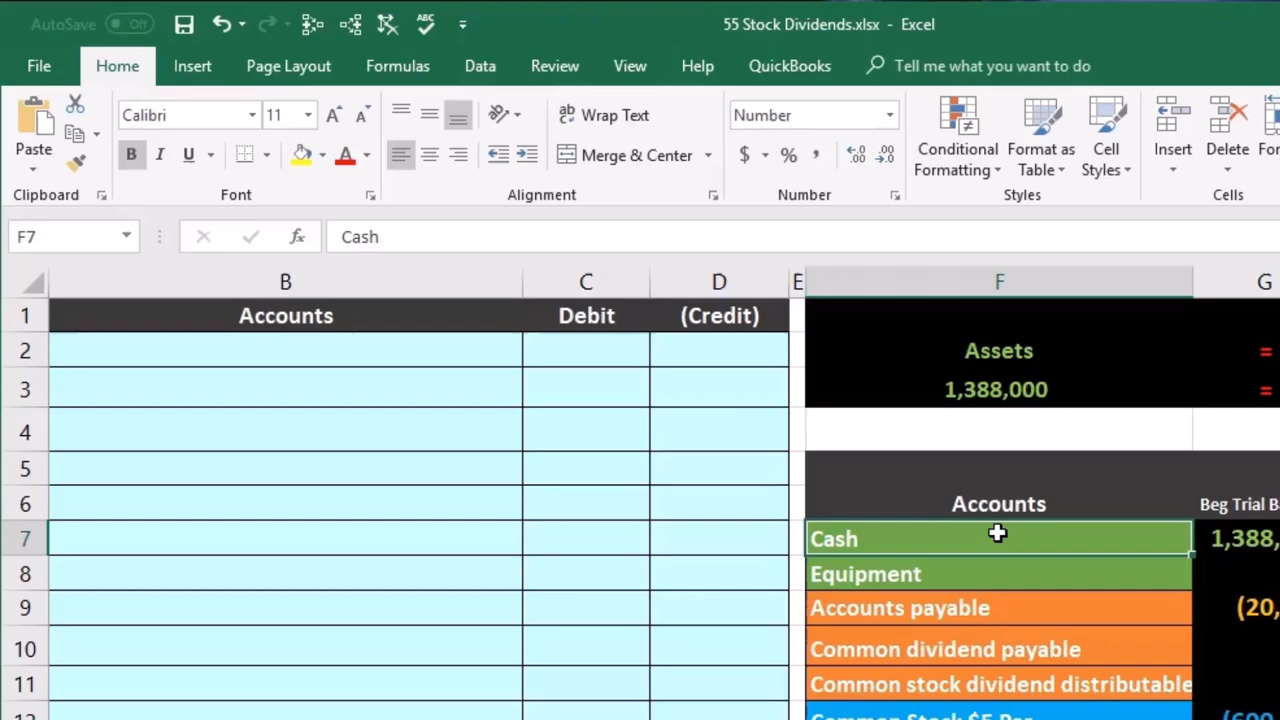 AutoSave Off
55 Stock Dividends.xlsx - Excel
File Home Insert Page Layout Formulas Data Review View Help QuickBooks Tell me what you want to do
Calibri 11 Wrap Text Number
Paste B I U Merge & Center $ % , Conditional Formatting Format as Table Cell Styles Insert Delete
Clipboard Font Alignment Number Styles Cells
F7 fx Cash
B C D E F G
1 Accounts Debit (Credit)
2 Assets =
3 1,388,000 =
4
5
6 Accounts Beg Trial B
7 Cash 1,388,
8 Equipment
9 Accounts payable (20,
10 Common dividend payable
11 Common stock dividend distributable
12 Common Stock $5 Par (600